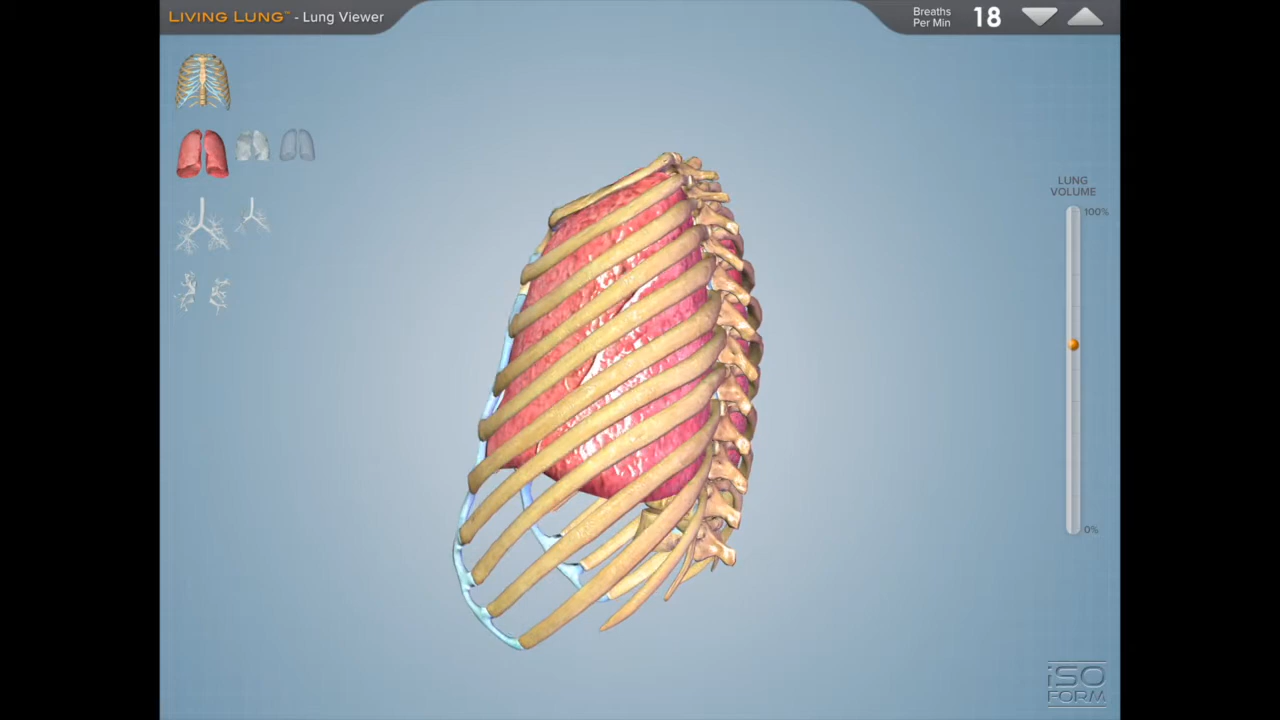 LIVING LUNG™ - Lung Viewer
Breaths
Per Min
18
LUNG
VOLUME
100%
0%
iSO
FORM